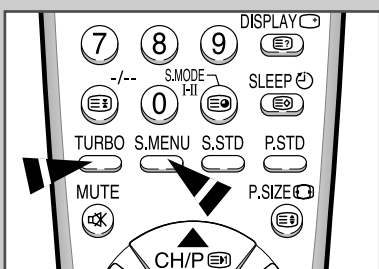 DISPLAY
7 8 9
-/-- S.MODE SLEEP
I-II
0
TURBO S.MENU S.STD P.STD
MUTE P.SIZE
CH/P